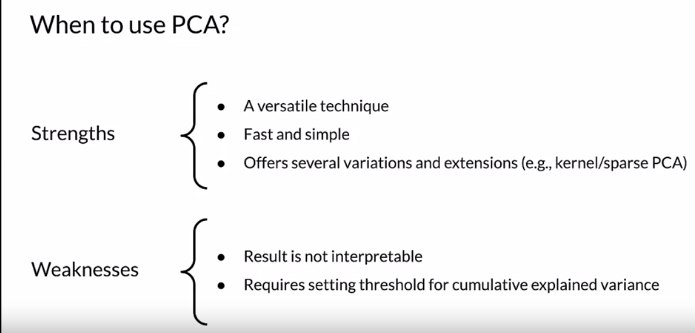 When to use PCA?
Strengths
● A versatile technique
● Fast and simple
● Offers several variations and extensions (e.g., kernel/sparse PCA)
Weaknesses
● Result is not interpretable
● Requires setting threshold for cumulative explained variance